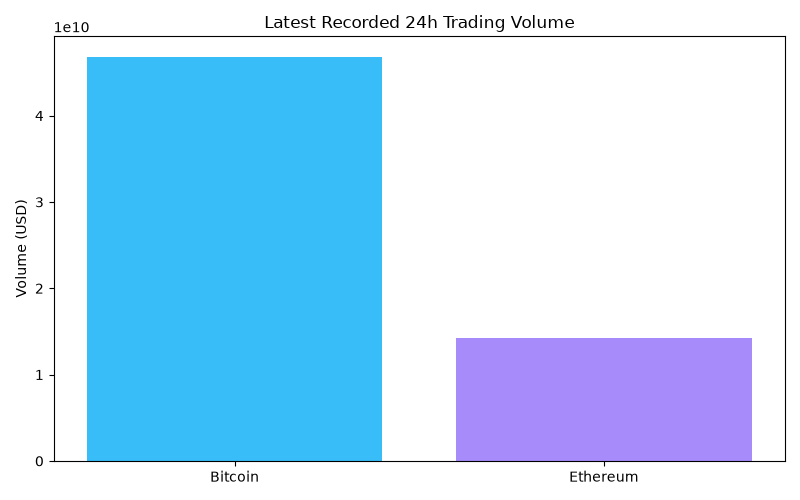 Latest Recorded 24h Trading Volume
1e10
4
3
2
1
0
Volume (USD)
Bitcoin
Ethereum